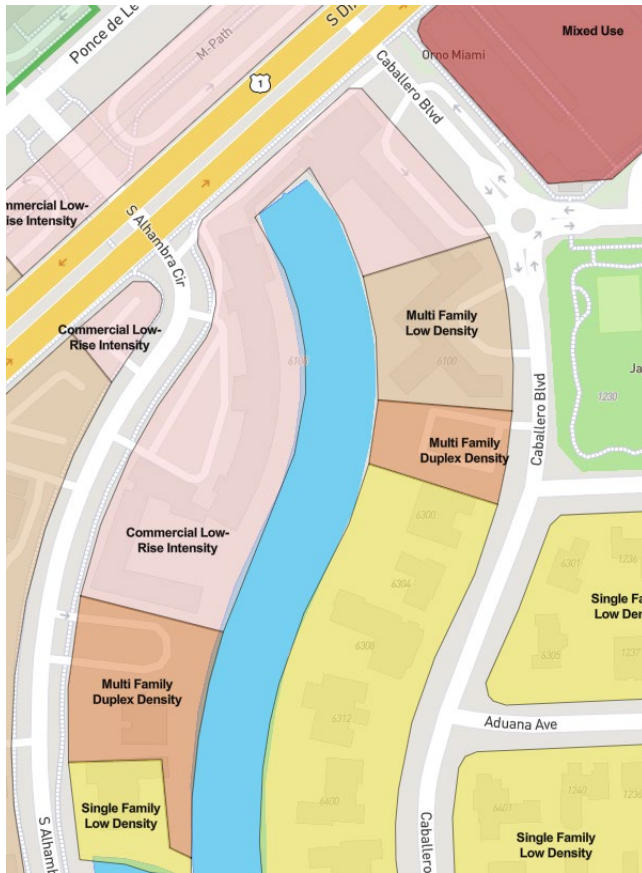 Ponce de Le
M-Path
S Di
1
Caballero Blvd
Orno Miami
Mixed Use
mmercial Low-
ise Intensity
S Alhambra Cir
Commercial Low-
Rise Intensity
Multi Family
Low Density
6100
6100
Caballero Blvd
1230
Ja
Multi Family
Duplex Density
Commercial Low-
Rise Intensity
6300
6304
6301
1236
Single Fa
Low Den
6308
6305
1237
Multi Family
Duplex Density
6312
Aduana Ave
Single Family
Low Density
6400
6401
1240
1236
S Alham
Caballero
Single Family
Low Density